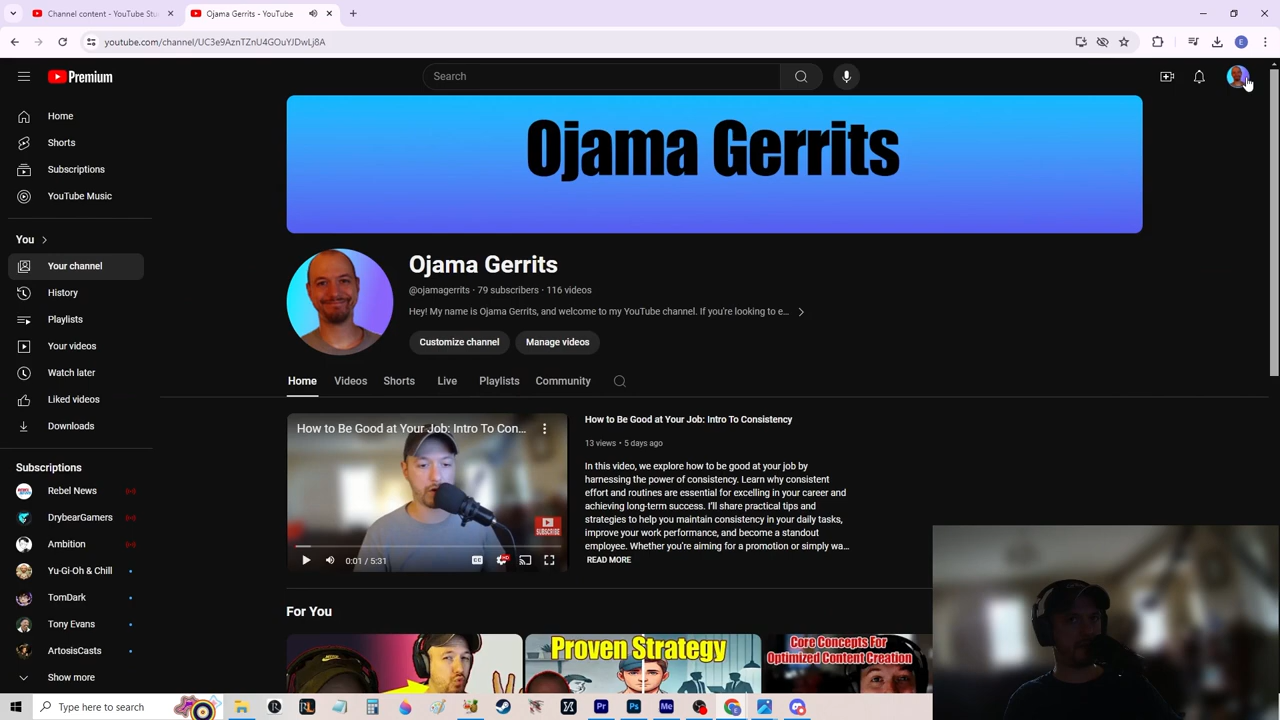 Channel content - YouTube Stu
Ojama Gerrits - YouTube
youtube.com/channel/UC3e9AznTZnU4GOuYJDwLj8A
E
Premium
Search
Home
Shorts
Subscriptions
YouTube Music
You
Your channel
History
Playlists
Your videos
Watch later
Liked videos
Downloads
Subscriptions
Rebel News
DrybearGamers
Ambition
Yu-Gi-Oh & Chill
TomDark
Tony Evans
ArtosisCasts
Show more
Ojama Gerrits
Ojama Gerrits
@ojamagerrits · 79 subscribers · 116 videos
Hey! My name is Ojama Gerrits, and welcome to my YouTube channel. If you're looking to e...
Customize channel
Manage videos
Home
Videos
Shorts
Live
Playlists
Community
How to Be Good at Your Job: Intro To Con...
SUBSCRIBE
0:01 / 5:31
CC
HD
How to Be Good at Your Job: Intro To Consistency
13 views • 5 days ago
In this video, we explore how to be good at your job by
harnessing the power of consistency. Learn why consistent
effort and routines are essential for excelling in your career and
achieving long-term success. I'll share practical tips and
strategies to help you maintain consistency in your daily tasks,
improve your work performance, and become a standout
employee. Whether you're aiming for a promotion or simply wa...
READ MORE
For You
Proven Strategy
Core Concepts For
Optimized Content Creation
Type here to search
Pr
Ps
Me